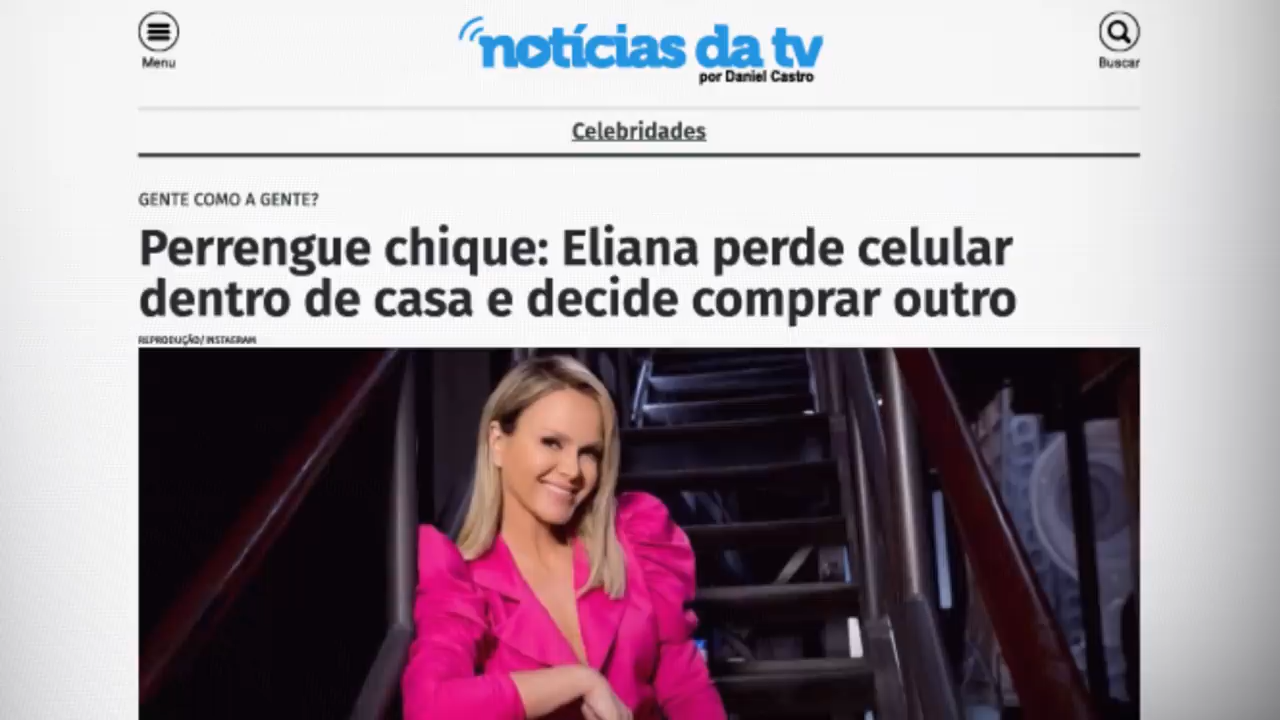 notícias da tv
por Daniel Castro
Menu
Buscar
Celebridades
GENTE COMO A GENTE?
Perrengue chique: Eliana perde celular
dentro de casa e decide comprar outro
REPRODUÇÃO/INSTAGRAM